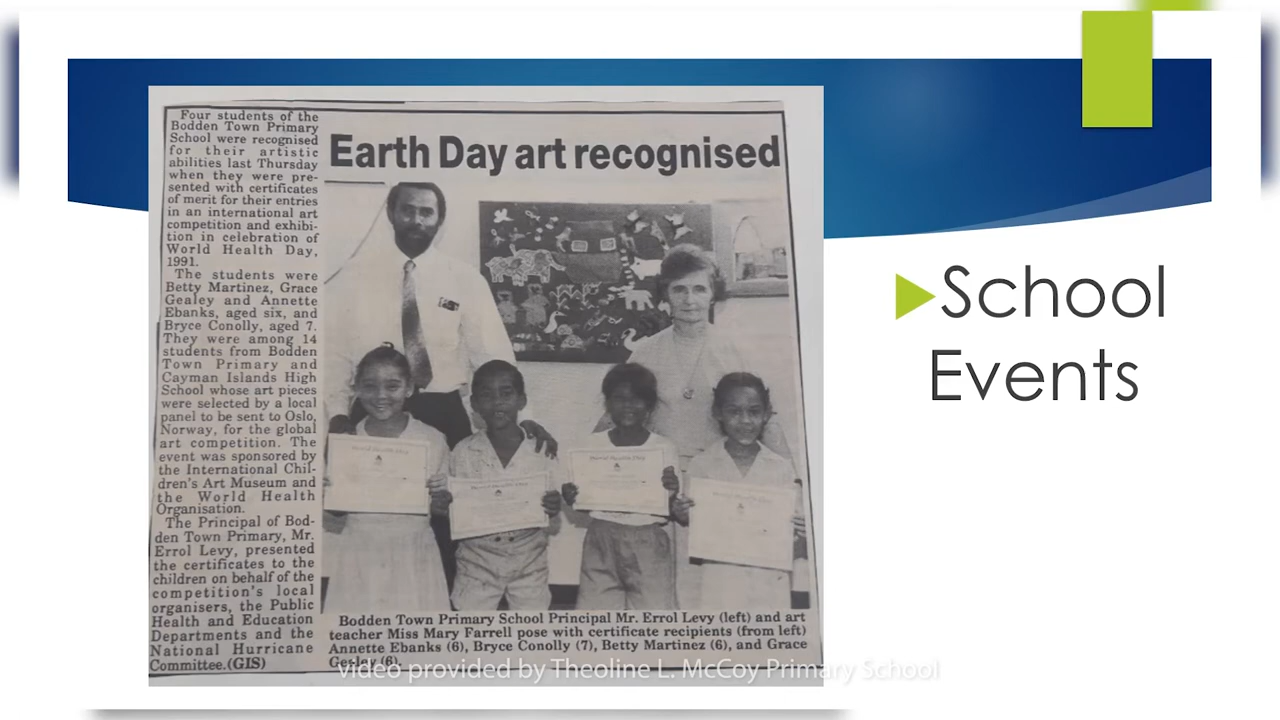 Earth Day art recognised
Four students of the
Bodden Town Primary
School were recognised
for their artistic
abilities last Thursday
when they were pre-
sented with certificates
of merit for their entries
in an international art
competition and exhibi-
tion in celebration of
World Health Day,
1991.
The students were
Betty Martinez, Grace
Gealey and Annette
Ebanks, aged six, and
Bryce Conolly, aged 7.
They were among 14
students from Bodden
Town Primary and
Cayman Islands High
School whose art pieces
were selected by a local
panel to be sent to Oslo,
Norway, for the global
art competition. The
event was sponsored by
the International Chil-
dren's Art Museum and
the World Health
Organisation.
The Principal of Bod-
den Town Primary, Mr.
Errol Levy, presented
the certificates to the
children on behalf of the
competition's local
organisers, the Public
Health and Education
Departments and the
National Hurricane
Committee.(GIS)
Bodden Town Primary School Principal Mr. Errol Levy (left) and art
teacher Miss Mary Farrell pose with certificate recipients (from left)
Annette Ebanks (6), Bryce Conolly (7), Betty Martinez (6), and Grace
Gealey (6).
School
Events
video provided by Theoline L. McCoy Primary School